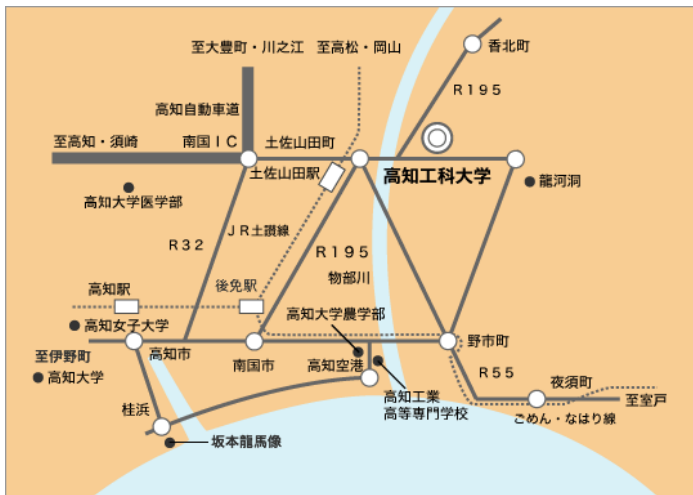 至大豊町・川之江
至高松・岡山
香北町
R195
高知自動車道
至高知・須崎
南国IC
土佐山田町
土佐山田駅
高知工科大学
龍河洞
高知大学医学部
R32
JR土讃線
R195
物部川
高知駅
後免駅
高知大学農学部
高知女子大学
高知市
南国市
高知空港
野市町
至伊野町
高知大学
R55
夜須町
至室戸
ごめん・なはり線
高知工業
高等専門学校
桂浜
坂本龍馬像